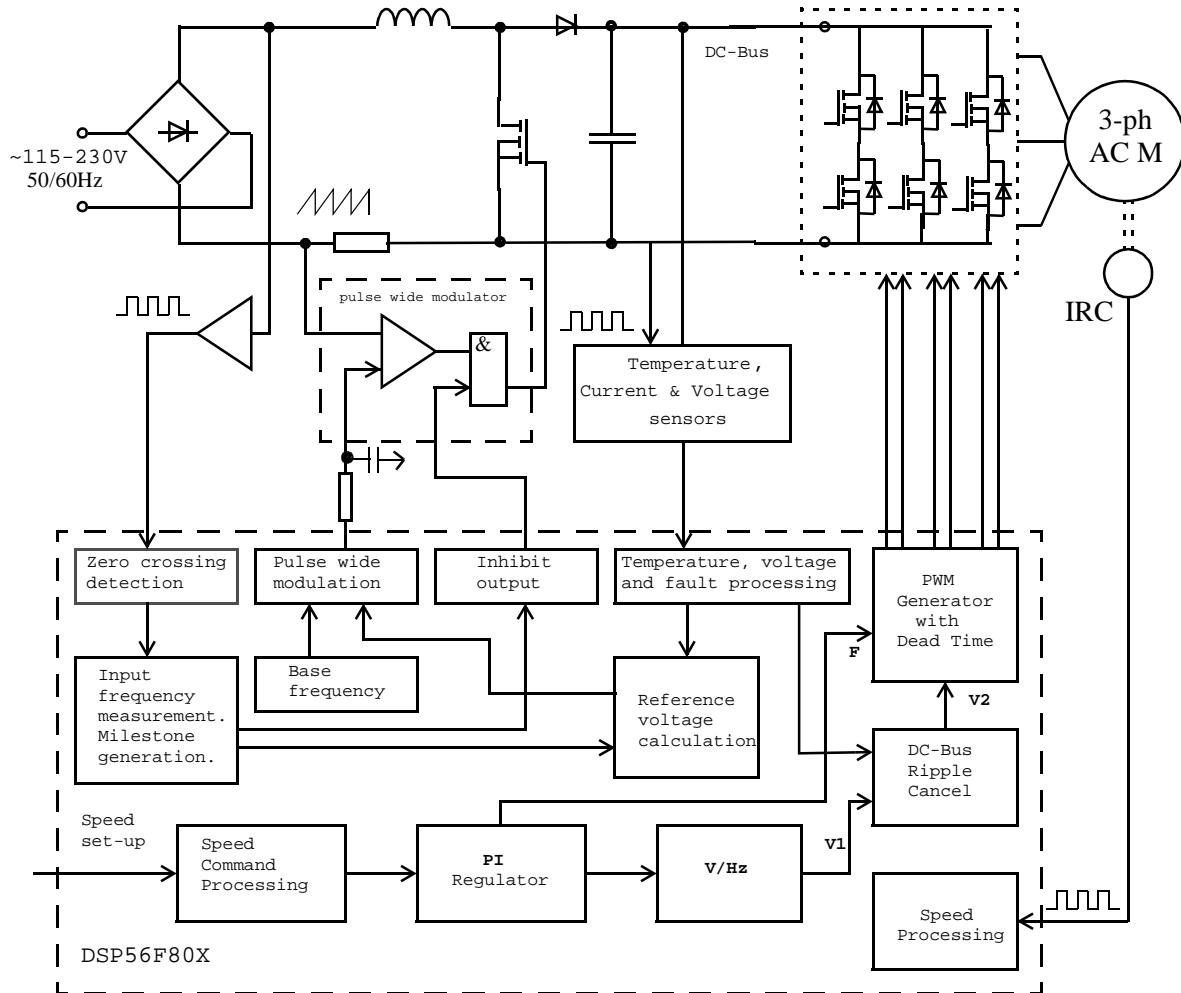 DC-Bus
~115-230V
50/60Hz
3-ph
AC M
IRC
pulse wide modulator
&
Temperature,
Current & Voltage
sensors
Zero crossing
detection
Pulse wide
modulation
Inhibit
output
Temperature, voltage
and fault processing
PWM
Generator
with
Dead Time
F
Input
frequency
measurement.
Milestone
generation.
Base
frequency
Reference
voltage
calculation
V2
DC-Bus
Ripple
Cancel
Speed
set-up
Speed
Command
Processing
PI
Regulator
V/Hz
V1
Speed
Processing
DSP56F80X